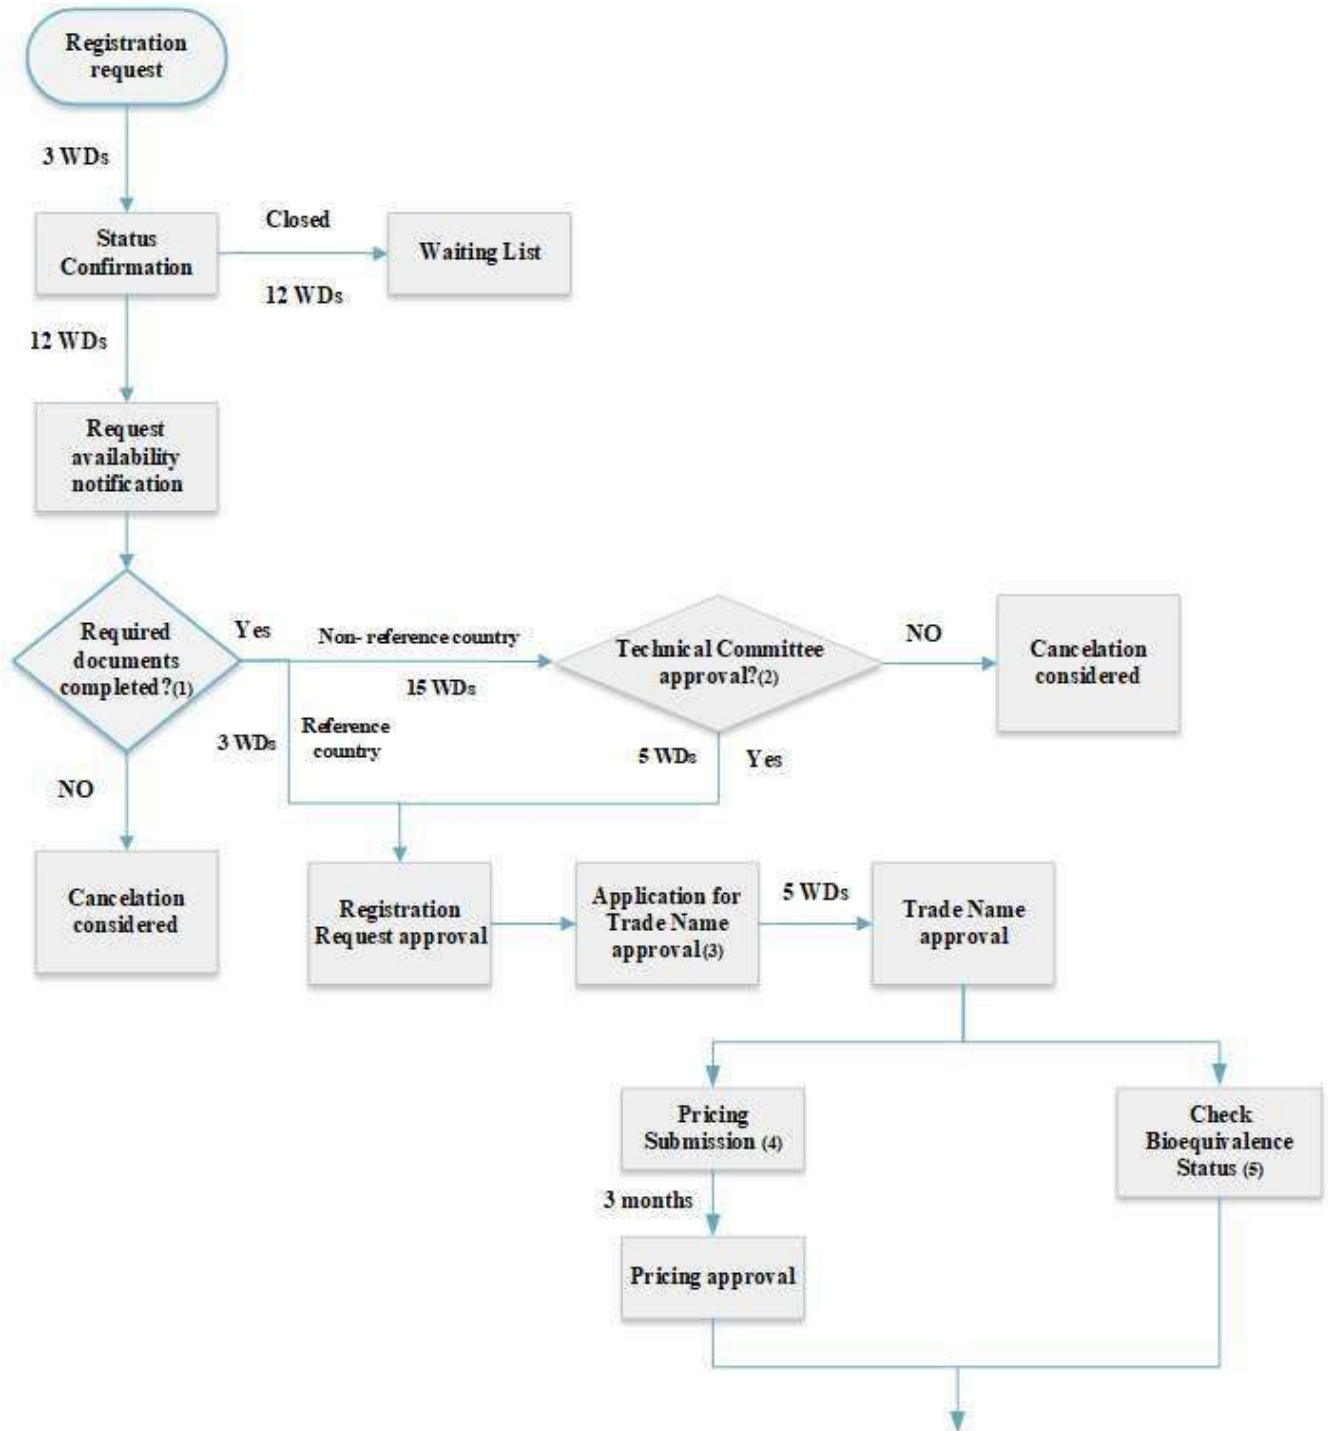 Registration
request
3 WDs
Status
Confirmation
Closed
12 WDs
Waiting List
12 WDs
Request
availability
notification
Required
documents
completed?(1)
Yes
Non- reference country
15 WDs
Technical Committee
approval?(2)
NO
Cancelation
considered
3 WDs
Reference
country
5 WDs
Yes
NO
Cancelation
considered
Registration
Request approval
Application for
Trade Name
approval(3)
5 WDs
Trade Name
approval
Pricing
Submission (4)
Check
Bioequivalence
Status (5)
3 months
Pricing approval